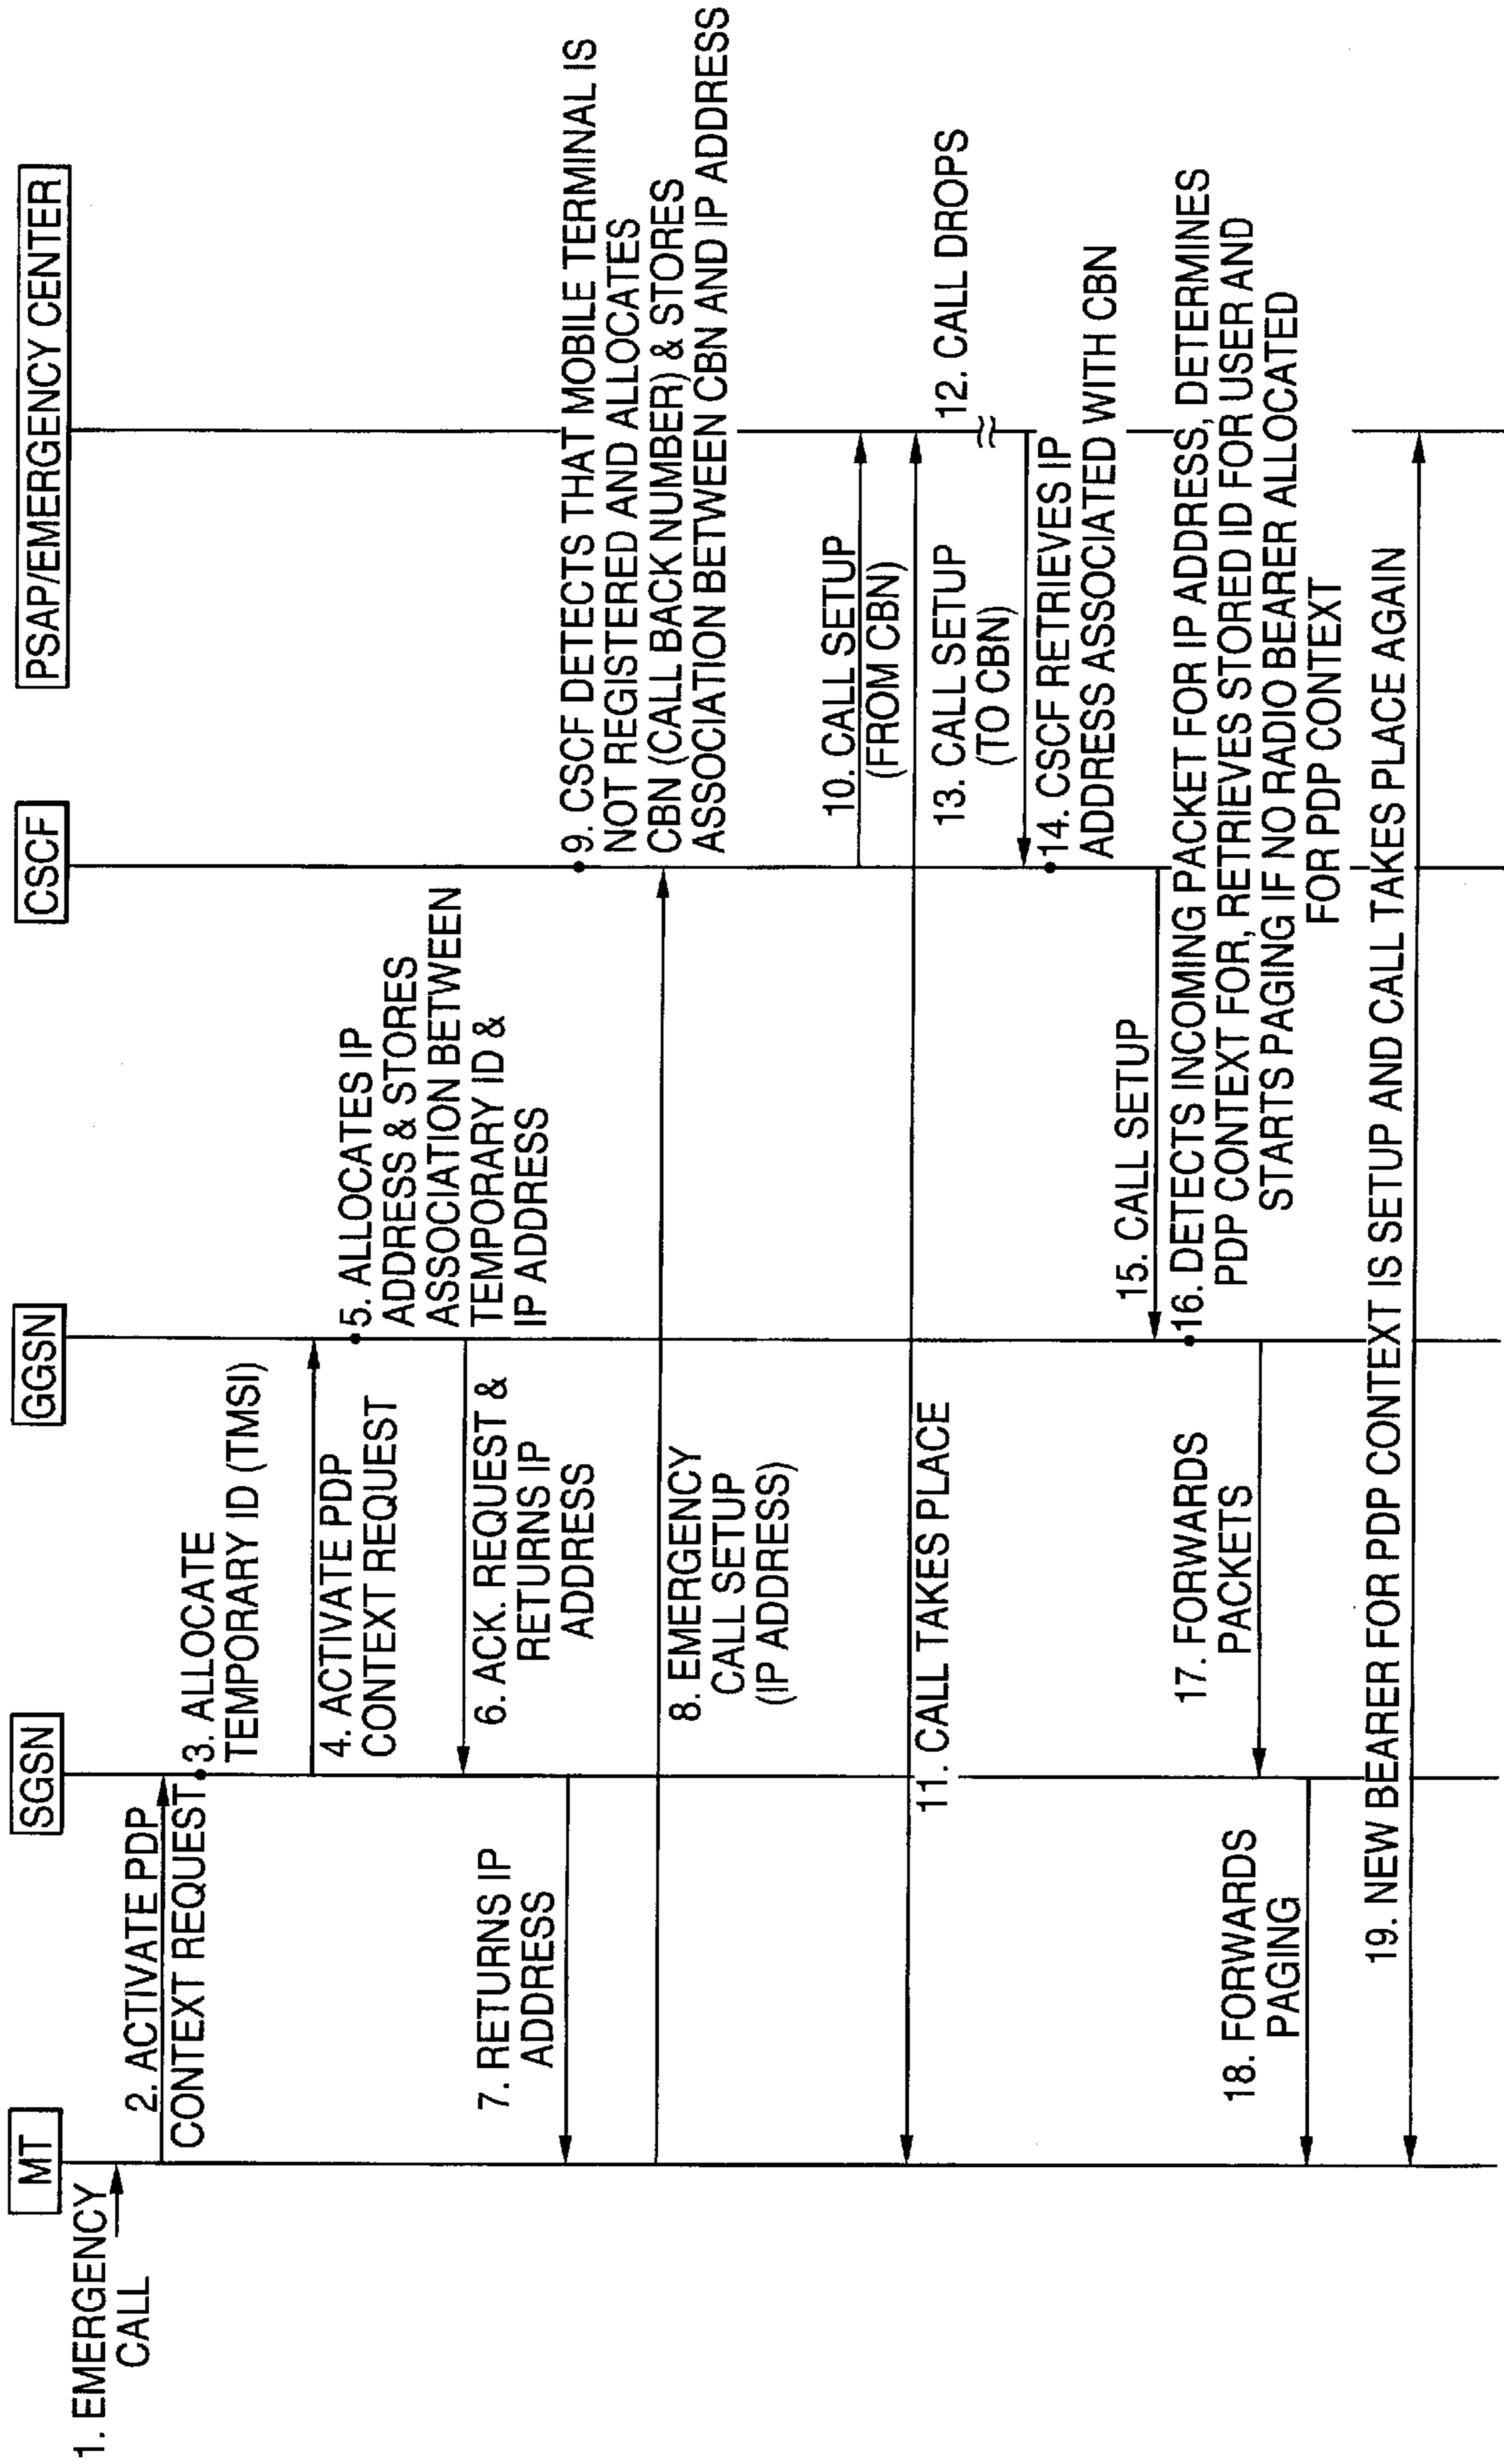 MT
SGSN
GGSN
CSCF
PSAP/EMERGENCY CENTER
1. EMERGENCY
CALL
2. ACTIVATE PDP
CONTEXT REQUEST
3. ALLOCATE
TEMPORARY ID (TMSI)
4. ACTIVATE PDP
CONTEXT REQUEST
5. ALLOCATES IP
ADDRESS & STORES
ASSOCIATION BETWEEN
TEMPORARY ID &
IP ADDRESS
6. ACK. REQUEST &
RETURNS IP
ADDRESS
7. RETURNS IP
ADDRESS
8. EMERGENCY
CALL SETUP
(IP ADDRESS)
9. CSCF DETECTS THAT MOBILE TERMINAL IS
NOT REGISTERED AND ALLOCATES
CBN (CALL BACK NUMBER) & STORES
ASSOCIATION BETWEEN CBN AND IP ADDRESS
10. CALL SETUP
(FROM CBN)
11. CALL TAKES PLACE
12. CALL DROPS
13. CALL SETUP
(TO CBN)
14. CSCF RETRIEVES IP
ADDRESS ASSOCIATED WITH CBN
15. CALL SETUP
16. DETECTS INCOMING PACKET FOR IP ADDRESS, DETERMINES
PDP CONTEXT FOR, RETRIEVES STORED ID FOR USER AND
STARTS PAGING IF NO RADIO BEARER ALLOCATED
FOR PDP CONTEXT
17. FORWARDS
PACKETS
18. FORWARDS
PAGING
19. NEW BEARER FOR PDP CONTEXT IS SETUP AND CALL TAKES PLACE AGAIN